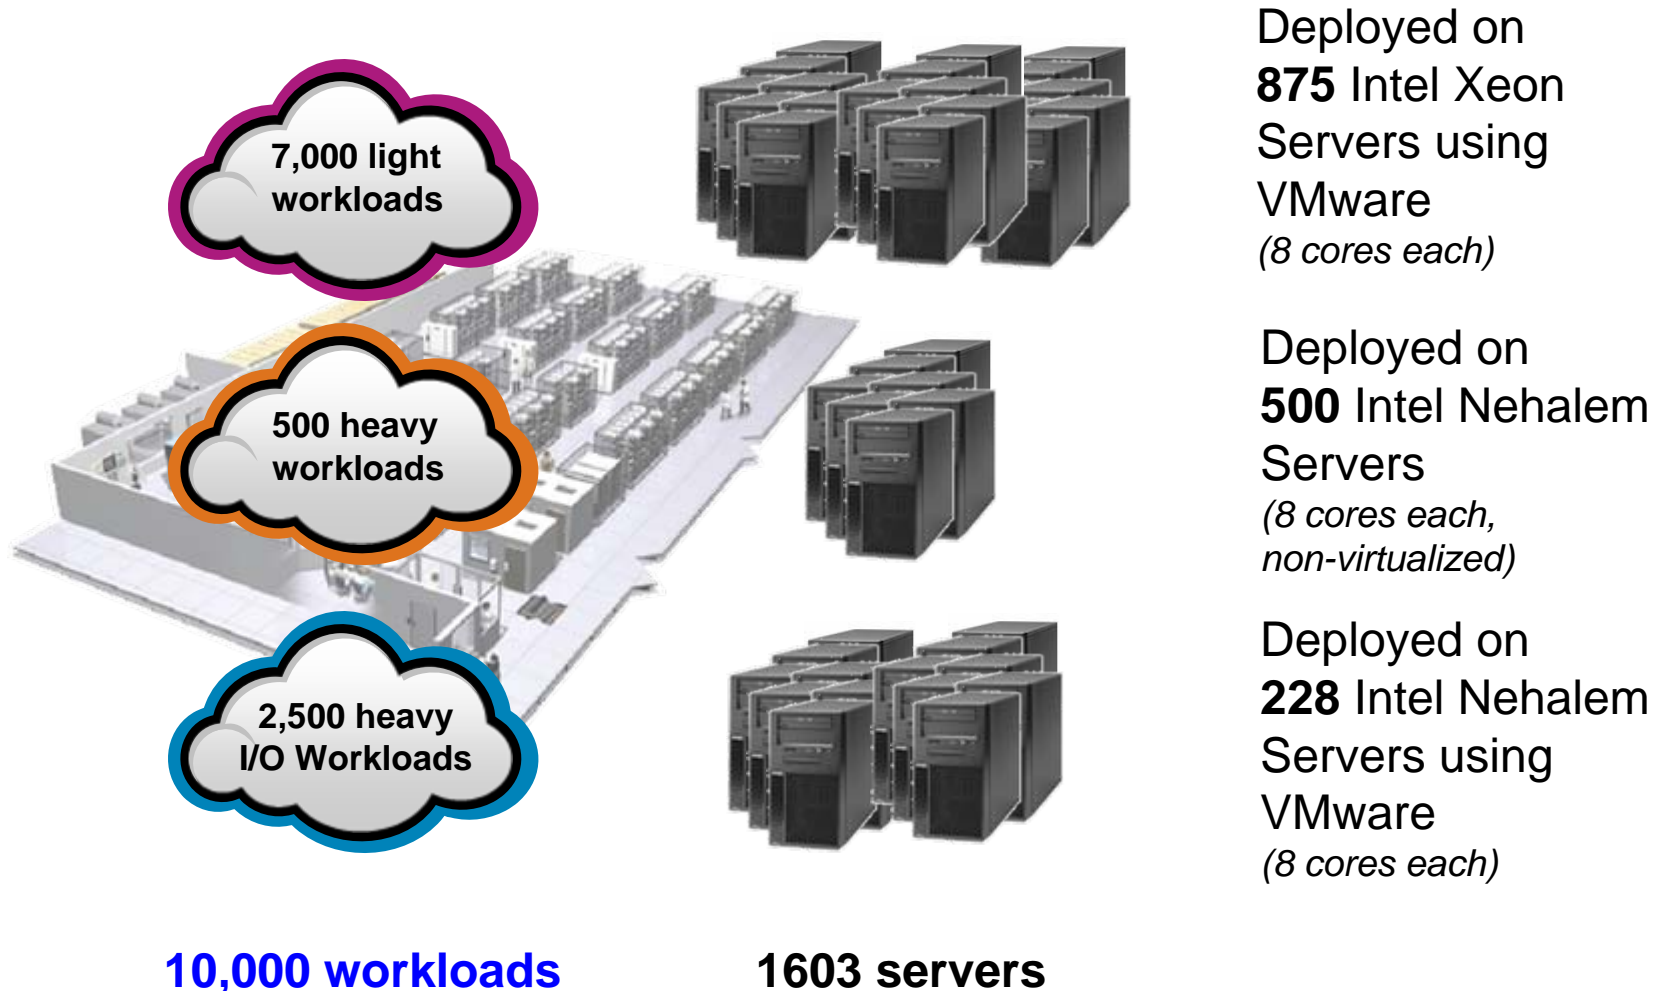 7,000 light
workloads
Deployed on
875 Intel Xeon
Servers using
VMware
(8 cores each)
500 heavy
workloads
Deployed on
500 Intel Nehalem
Servers
(8 cores each,
non-virtualized)
2,500 heavy
I/O Workloads
Deployed on
228 Intel Nehalem
Servers using
VMware
(8 cores each)
10,000 workloads
1603 servers